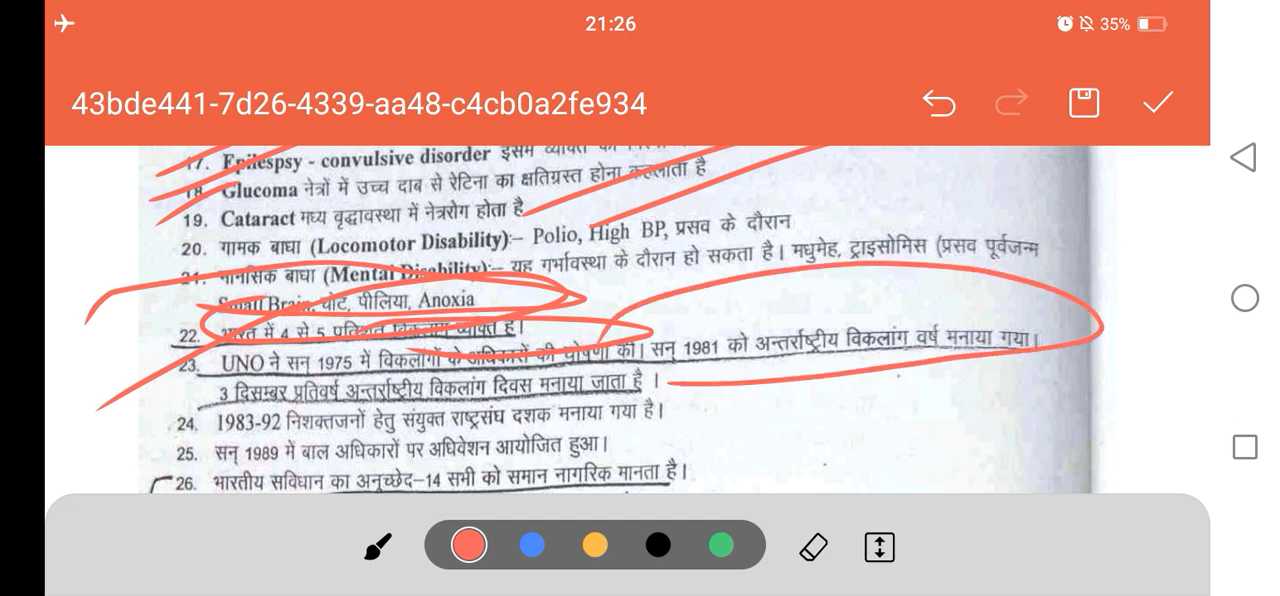 21:26
35%
43bde441-7d26-4339-aa48-c4cb0a2fe934
17. Epilespsy - convulsive disorder इसमें व्यक्ति
18. Glucoma नेत्रों में उच्च दाब से रेटिना का क्षतिग्रस्त होना कहलाता है
19. Cataract मध्य वृद्धावस्था में नेत्ररोग होता है
20. गामक बाधा (Locomotor Disability):– Polio, High BP, प्रसव के दौरान
21. मानसिक बाधा (Mental Disability):– यह गर्भावस्था के दौरान हो सकता है। मधुमेह, ट्राइसोमिस (प्रसव पूर्वजन्म
Small Brain, चोट, पीलिया, Anoxia
22. भारत में 4 से 5 प्रतिशत विकलांग व्यक्ति है।
23. UNO ने सन् 1975 में विकलांगों के अधिकारों की घोषणा की। सन् 1981 को अन्तर्राष्ट्रीय विकलांग वर्ष मनाया गया।
3 दिसम्बर प्रतिवर्ष अन्तर्राष्ट्रीय विकलांग दिवस मनाया जाता है ।
24. 1983-92 निशक्तजनों हेतु संयुक्त राष्ट्रसंघ दशक मनाया गया है।
25. सन् 1989 में बाल अधिकारों पर अधिवेशन आयोजित हुआ।
26. भारतीय सविधान का अनुच्छेद–14 सभी को समान नागरिक मानता है।